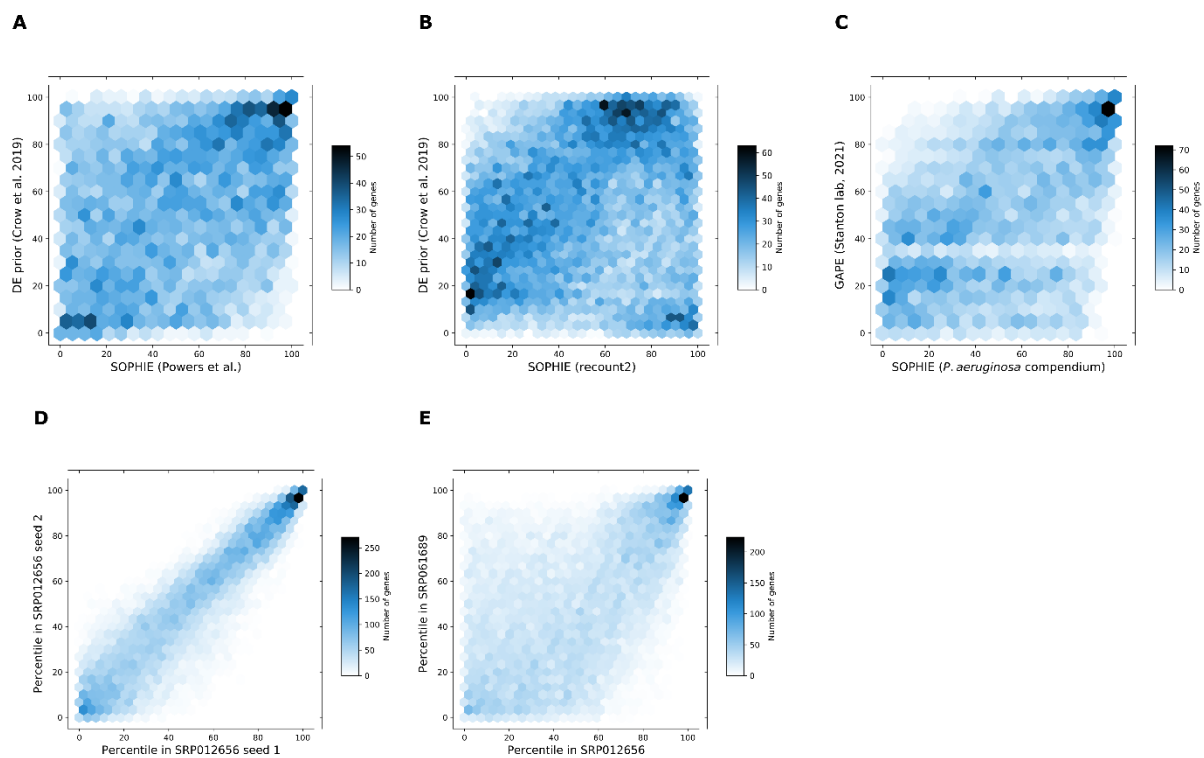 A
DE prior (Crow et al. 2019)
100
80
60
40
20
0
0 20 40 60 80 100
SOPHIE (Powers et al.)
50
40
30
20
10
0
Number of genes
B
DE prior (Crow et al. 2019)
100
80
60
40
20
0
0 20 40 60 80 100
SOPHIE (recount2)
60
50
40
30
20
10
0
Number of genes
C
GAPE (Stanton lab, 2021)
100
80
60
40
20
0
0 20 40 60 80 100
SOPHIE (P. aeruginosa compendium)
70
60
50
40
30
20
10
0
Number of genes
D
Percentile in SRP012656 seed 2
100
80
60
40
20
0
0 20 40 60 80 100
Percentile in SRP012656 seed 1
250
200
150
100
50
0
Number of genes
E
Percentile in SRP061689
100
80
60
40
20
0
0 20 40 60 80 100
Percentile in SRP012656
200
150
100
50
0
Number of genes